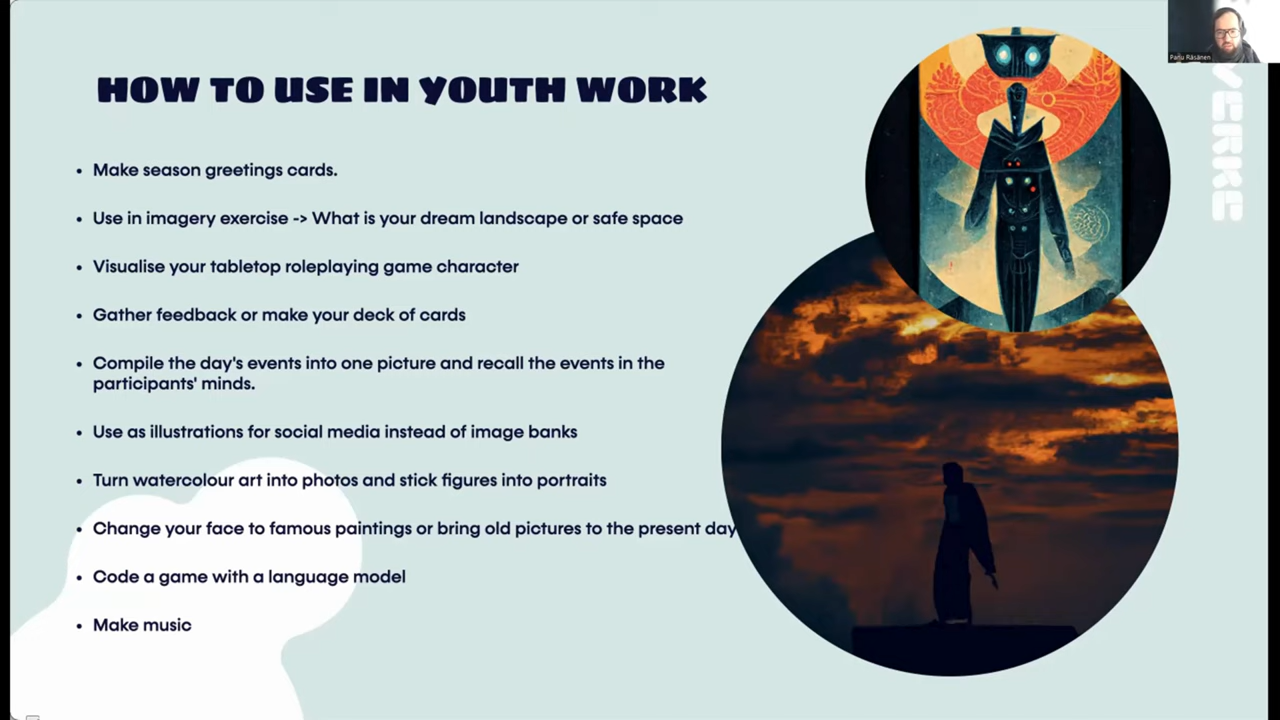 HOW TO USE IN YOUTH WORK
• Make season greetings cards.
• Use in imagery exercise -> What is your dream landscape or safe space
• Visualise your tabletop roleplaying game character
• Gather feedback or make your deck of cards
• Compile the day's events into one picture and recall the events in the
participants' minds.
• Use as illustrations for social media instead of image banks
• Turn watercolour art into photos and stick figures into portraits
• Change your face to famous paintings or bring old pictures to the present day
• Code a game with a language model
• Make music
Panu Räsänen